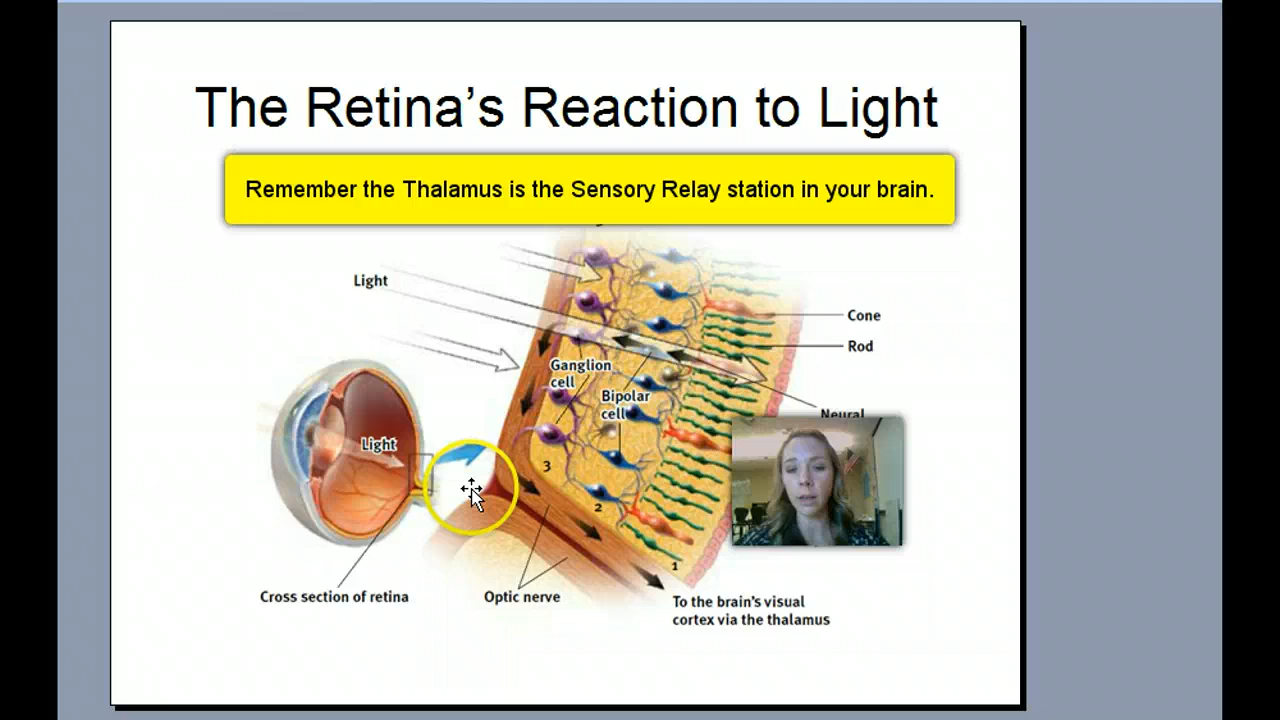 The Retina's Reaction to Light
Remember the Thalamus is the Sensory Relay station in your brain.
Light
Cone
Rod
Ganglion
cell
Bipolar
cell
Neural
Light
3
2
1
Cross section of retina
Optic nerve
To the brain's visual
cortex via the thalamus